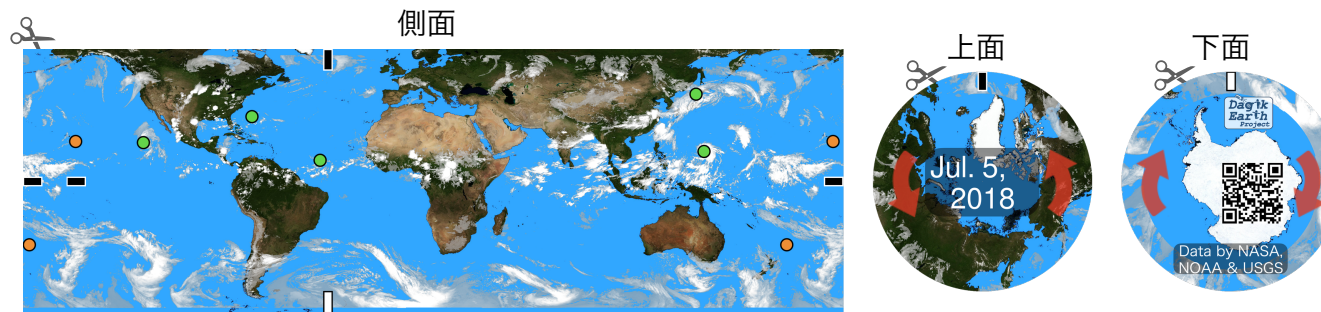 側面
上面
下面
Jul. 5,
2018
Dagik
Earth
Project
Data by NASA,
NOAA & USGS